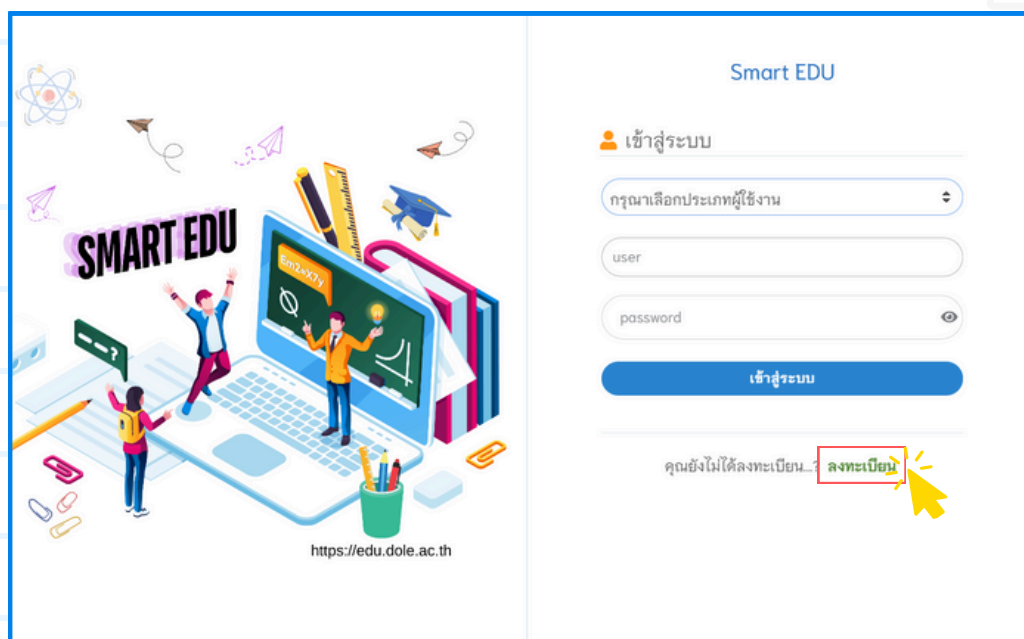 SMART EDU
Em2=X7y
--?
https://edu.dole.ac.th
Smart EDU
เข้าสู่ระบบ
กรุณาเลือกประเภทผู้ใช้งาน
user
password
เข้าสู่ระบบ
คุณยังไม่ได้ลงทะเบียน...? ลงทะเบียน